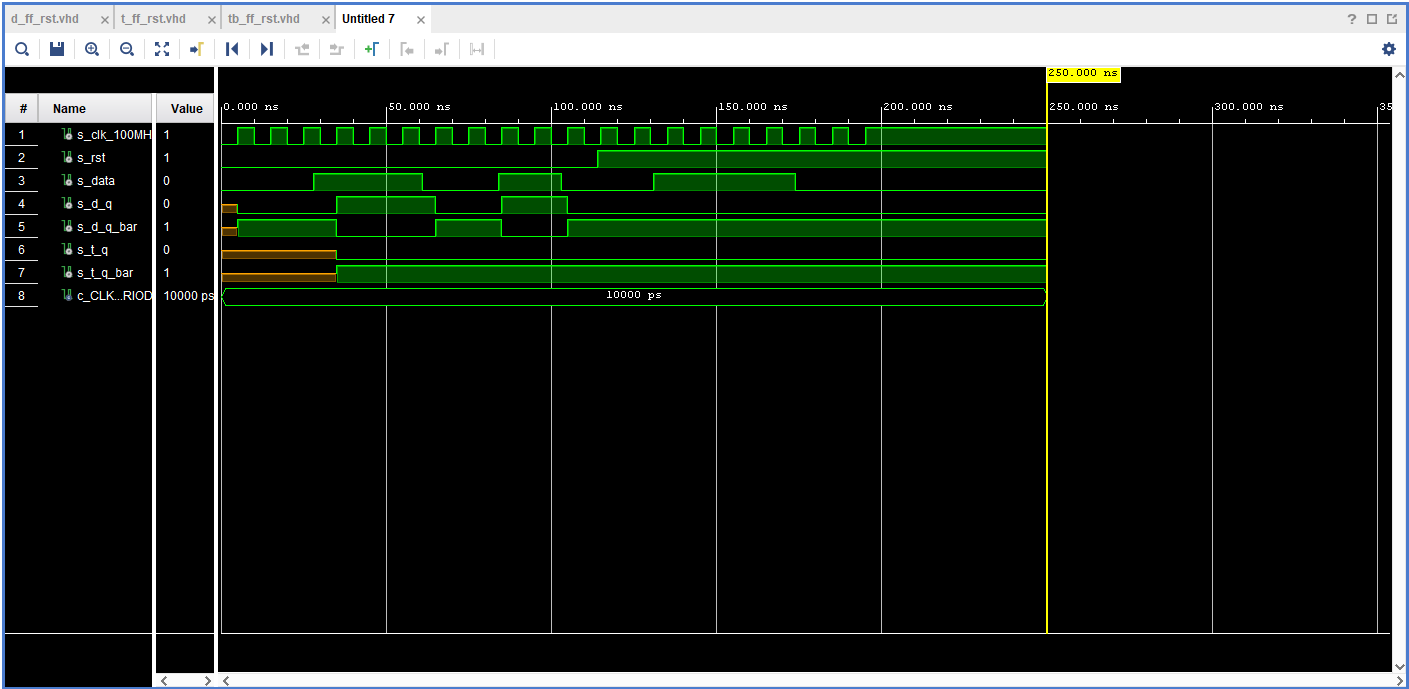 d_ff_rst.vhd × t_ff_rst.vhd × tb_ff_rst.vhd × Untitled 7 × ?
250.000 ns
# Name Value 0.000 ns 50.000 ns 100.000 ns 150.000 ns 200.000 ns 250.000 ns 300.000 ns 35
1 s_clk_100MH 1
2 s_rst 1
3 s_data 0
4 s_d_q 0
5 s_d_q_bar 1
6 s_t_q 0
7 s_t_q_bar 1
8 c_CLK...RIOD 10000 ps 10000 ps